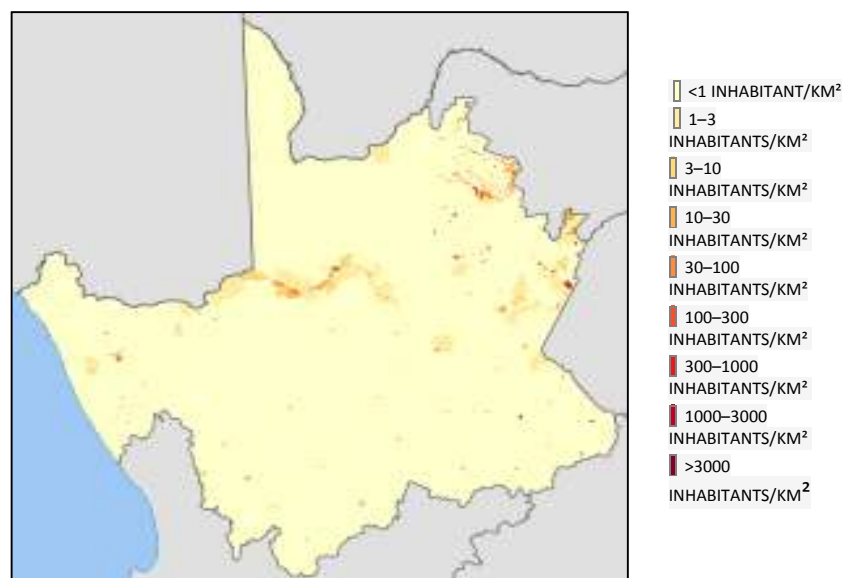 <1 INHABITANT/KM²
1–3
INHABITANTS/KM²
3–10
INHABITANTS/KM²
10–30
INHABITANTS/KM²
30–100
INHABITANTS/KM²
100–300
INHABITANTS/KM²
300–1000
INHABITANTS/KM²
1000–3000
INHABITANTS/KM²
>3000
INHABITANTS/KM²